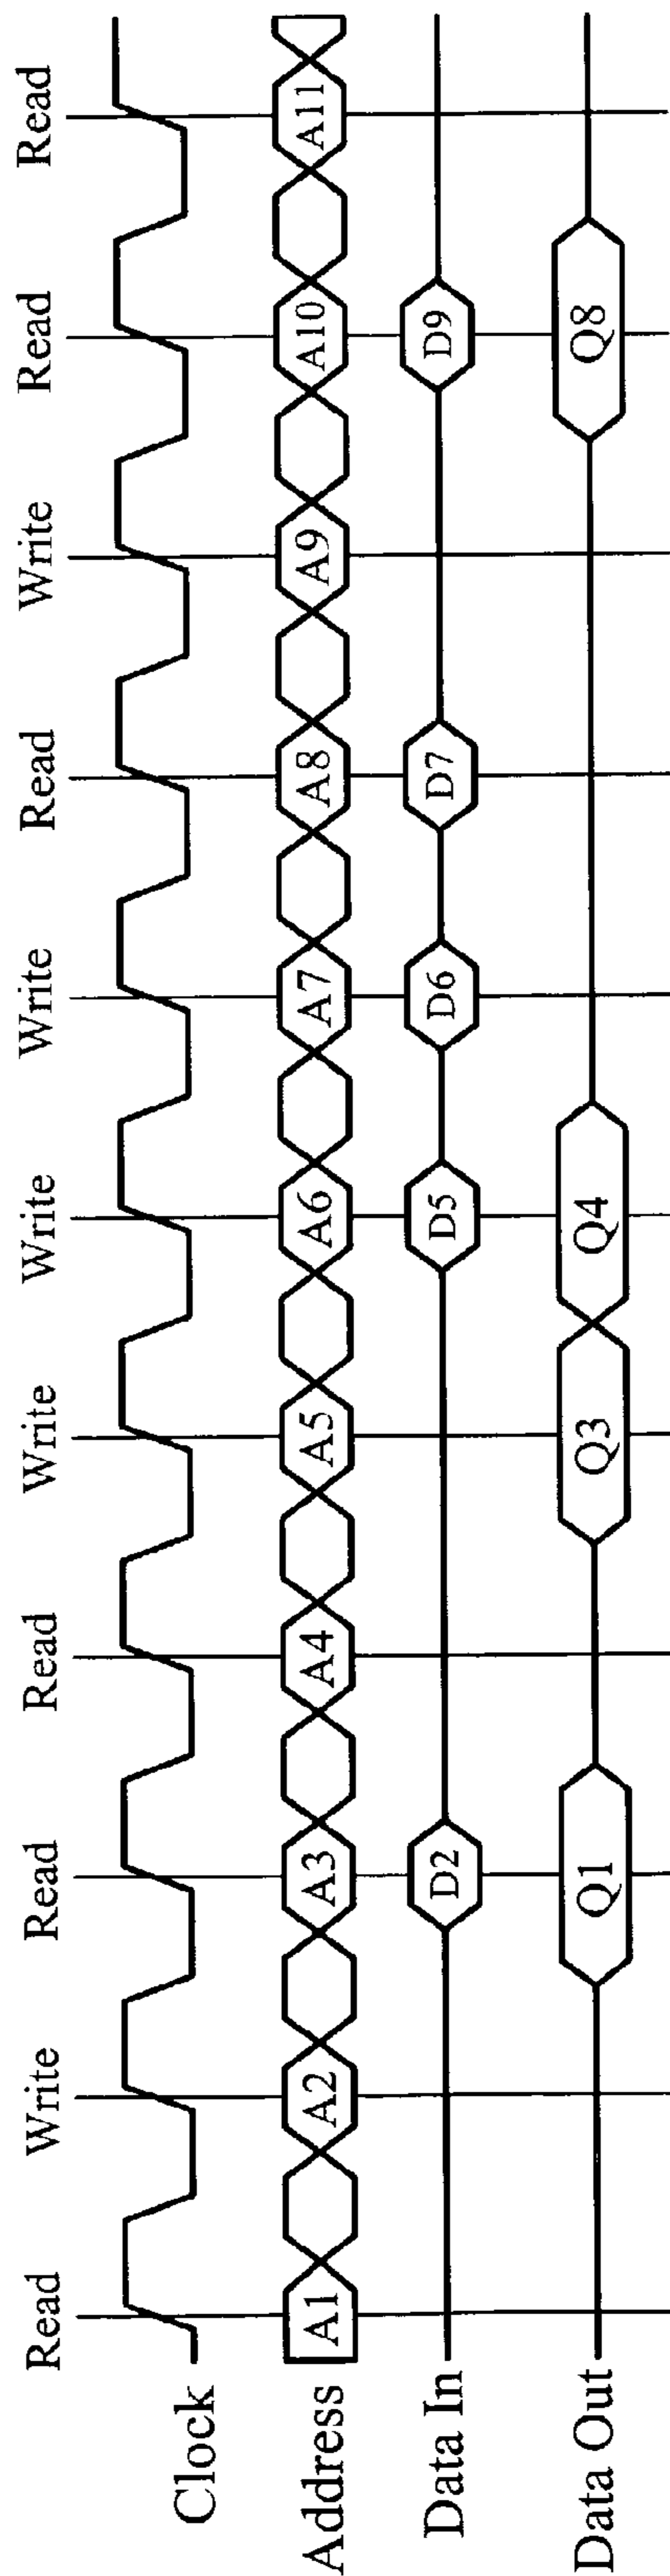 Read Write Read Read Write Write Write Read Write Read Read
Clock
Address A1 A2 A3 A4 A5 A6 A7 A8 A9 A10 A11
Data In D2 D5 D6 D7 D9
Data Out Q1 Q3 Q4 Q8